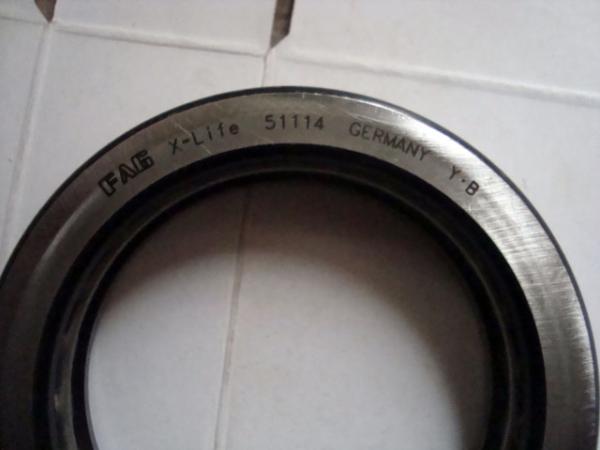 FAG X-Life 51114 GERMANY Y·B